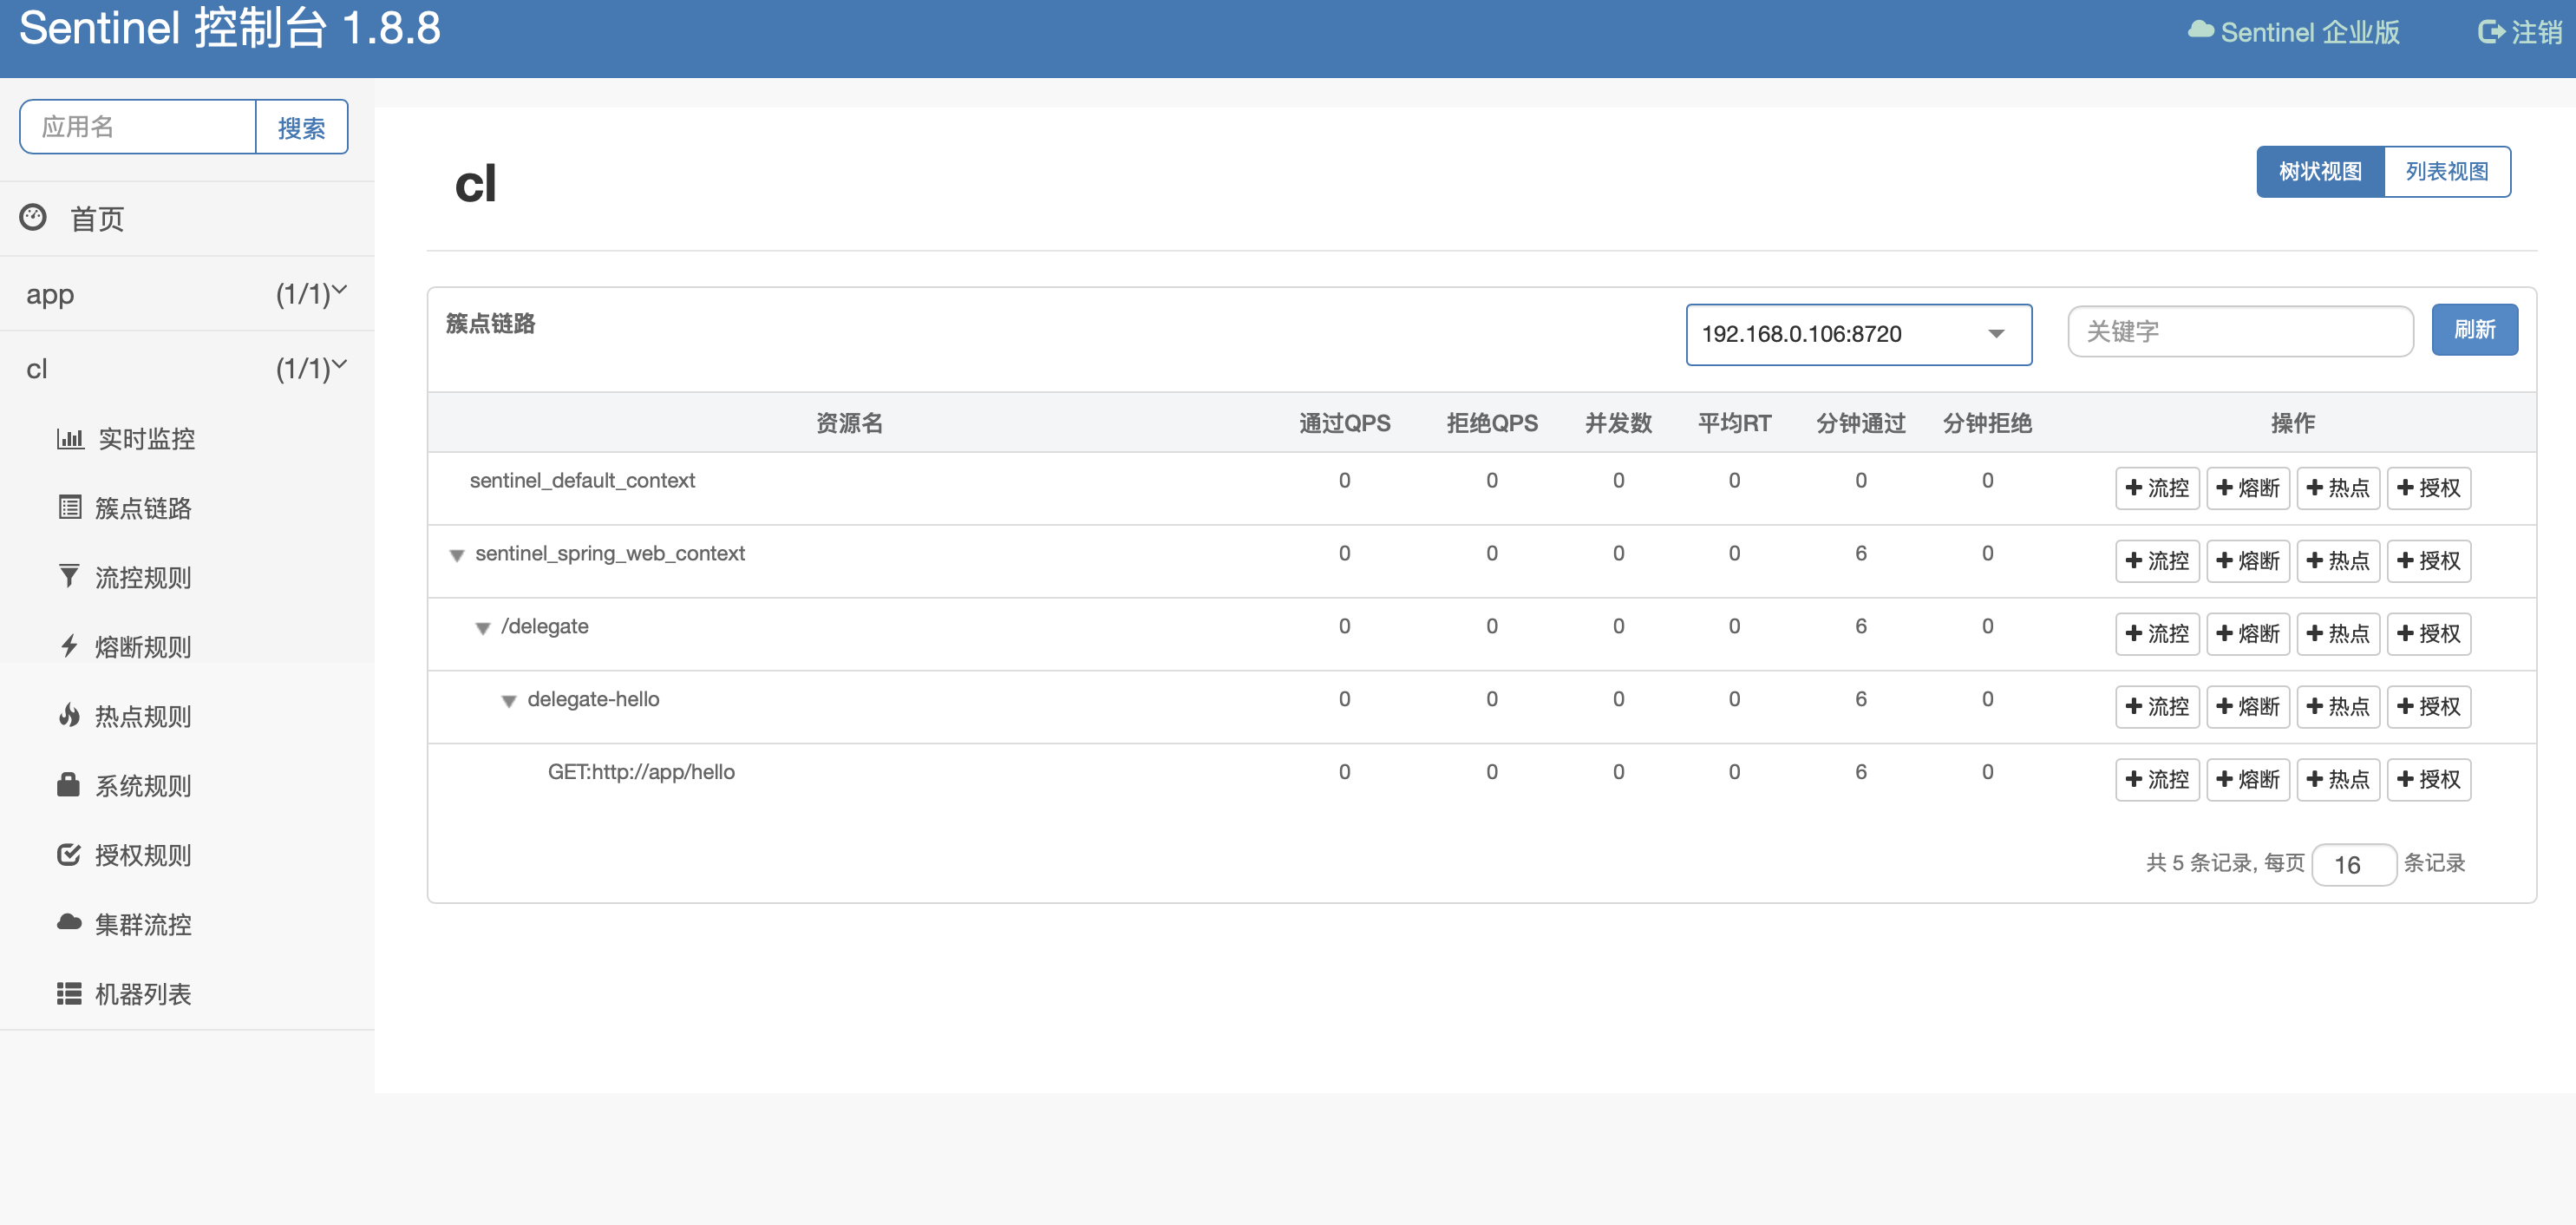 Sentinel 控制台 1.8.8
Sentinel 企业版
注销
应用名
搜索
首页
app (1/1)
cl (1/1)
实时监控
簇点链路
流控规则
熔断规则
热点规则
系统规则
授权规则
集群流控
机器列表
cl
树状视图 列表视图
簇点链路
192.168.0.106:8720
关键字
刷新
资源名 通过QPS 拒绝QPS 并发数 平均RT 分钟通过 分钟拒绝 操作
sentinel_default_context 0 0 0 0 0 0 流控 熔断 热点 授权
sentinel_spring_web_context 0 0 0 0 6 0 流控 熔断 热点 授权
/delegate 0 0 0 0 6 0 流控 熔断 热点 授权
delegate-hello 0 0 0 0 6 0 流控 熔断 热点 授权
GET:http://app/hello 0 0 0 0 6 0 流控 熔断 热点 授权
共 5 条记录, 每页 16 条记录